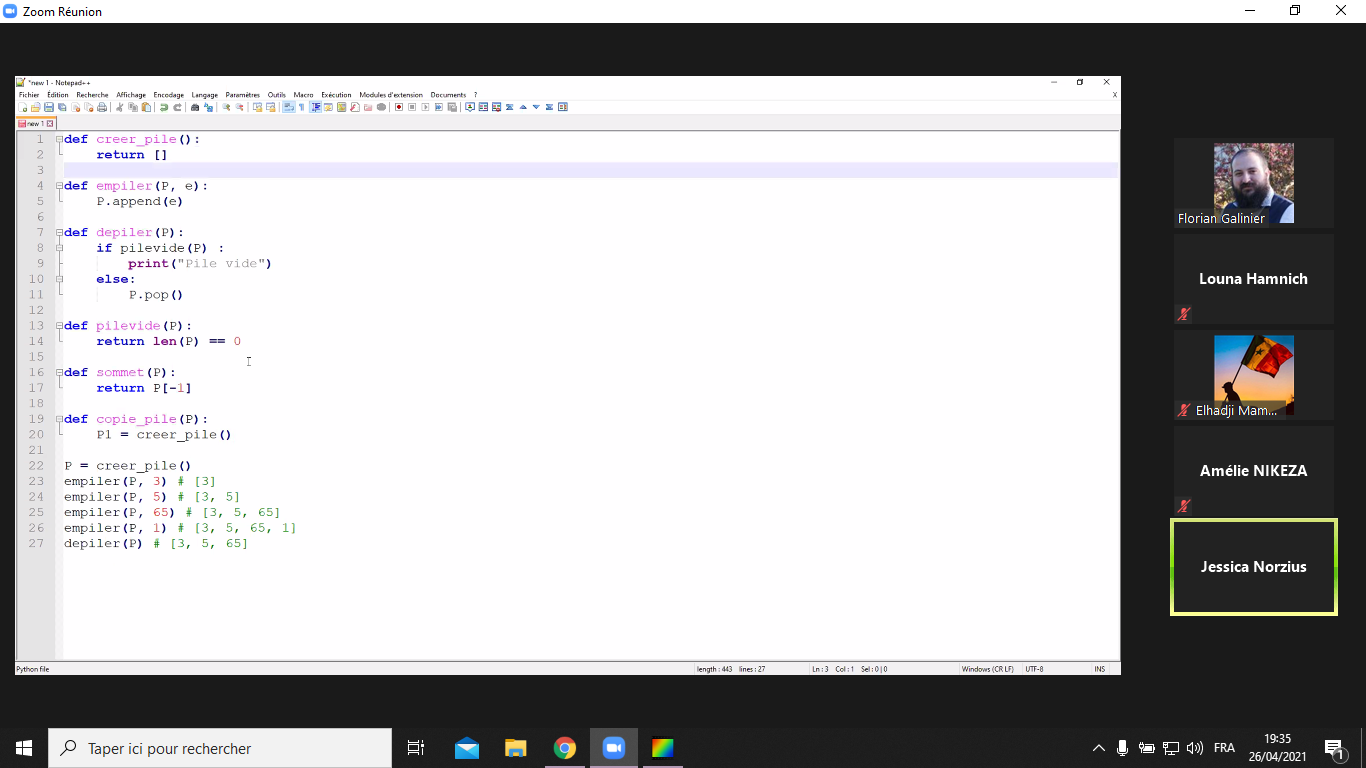 Zoom Réunion
*new 1 - Notepad++
Fichier Édition Recherche Affichage Encodage Langage Paramètres Outils Macro Exécution Modules d'extension Documents ? X
new 1
1 def creer_pile():
2     return []
3
4 def empiler(P, e):
5     P.append(e)
6
7 def depiler(P):
8     if pilevide(P) :
9         print("Pile vide")
10     else:
11         P.pop()
12
13 def pilevide(P):
14     return len(P) == 0
15
16 def sommet(P):
17     return P[-1]
18
19 def copie_pile(P):
20     P1 = creer_pile()
21
22 P = creer_pile()
23 empiler(P, 3) # [3]
24 empiler(P, 5) # [3, 5]
25 empiler(P, 65) # [3, 5, 65]
26 empiler(P, 1) # [3, 5, 65, 1]
27 depiler(P) # [3, 5, 65]
Python file length : 443 lines : 27 Ln : 3 Col : 1 Sel : 0 | 0 Windows (CR LF) UTF-8 INS
Florian Galinier
Louna Hamnich
Elhadji Mam...
Amélie NIKEZA
Jessica Norzius
Taper ici pour rechercher
FRA
19:35
26/04/2021
1